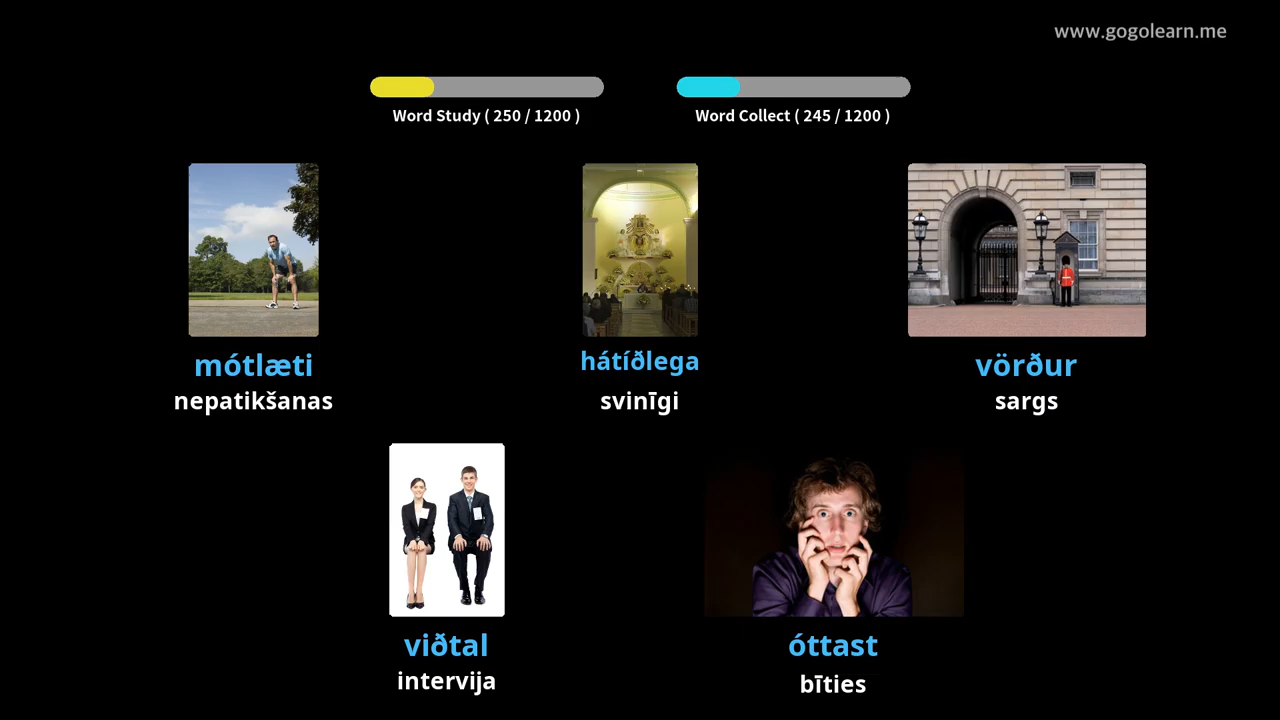 www.gogolearn.me
Word Study ( 250 / 1200 )
Word Collect ( 245 / 1200 )
mótlæti
nepatikšanas
hátíðlega
svinīgi
vörður
sargs
viðtal
intervija
óttast
bīties